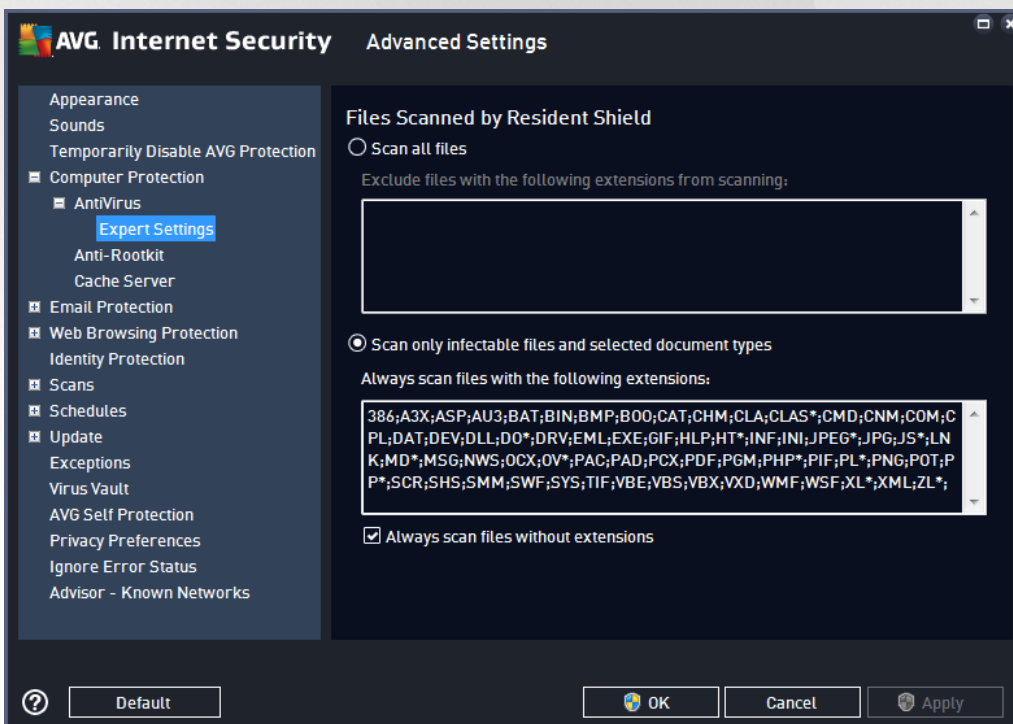 AVG. Internet Security Advanced Settings
Appearance
Sounds
Temporarily Disable AVG Protection
Computer Protection
AntiVirus
Expert Settings
Anti-Rootkit
Cache Server
Email Protection
Web Browsing Protection
Identity Protection
Scans
Schedules
Update
Exceptions
Virus Vault
AVG Self Protection
Privacy Preferences
Ignore Error Status
Advisor - Known Networks
Files Scanned by Resident Shield
Scan all files
Exclude files with the following extensions from scanning:
Scan only infectable files and selected document types
Always scan files with the following extensions:
386;A3X;ASP;AU3;BAT;BIN;BMP;BOO;CAT;CHM;CLA;CLAS*;CMD;CNM;COM;C
PL;DAT;DEV;DLL;DO*;DRV;EML;EXE;GIF;HLP;HT*;INF;INI;JPEG*;JPG;JS*;LN
K;MD*;MSG;NWS;OCX;OV*;PAC;PAD;PCX;PDF;PGM;PHP*;PIF;PL*;PNG;POT;P
P*;SCR;SHS;SMM;SWF;SYS;TIF;VBE;VBS;VBX;VXD;WMF;WSF;XL*;XML;ZL*;
Always scan files without extensions
? Default OK Cancel Apply